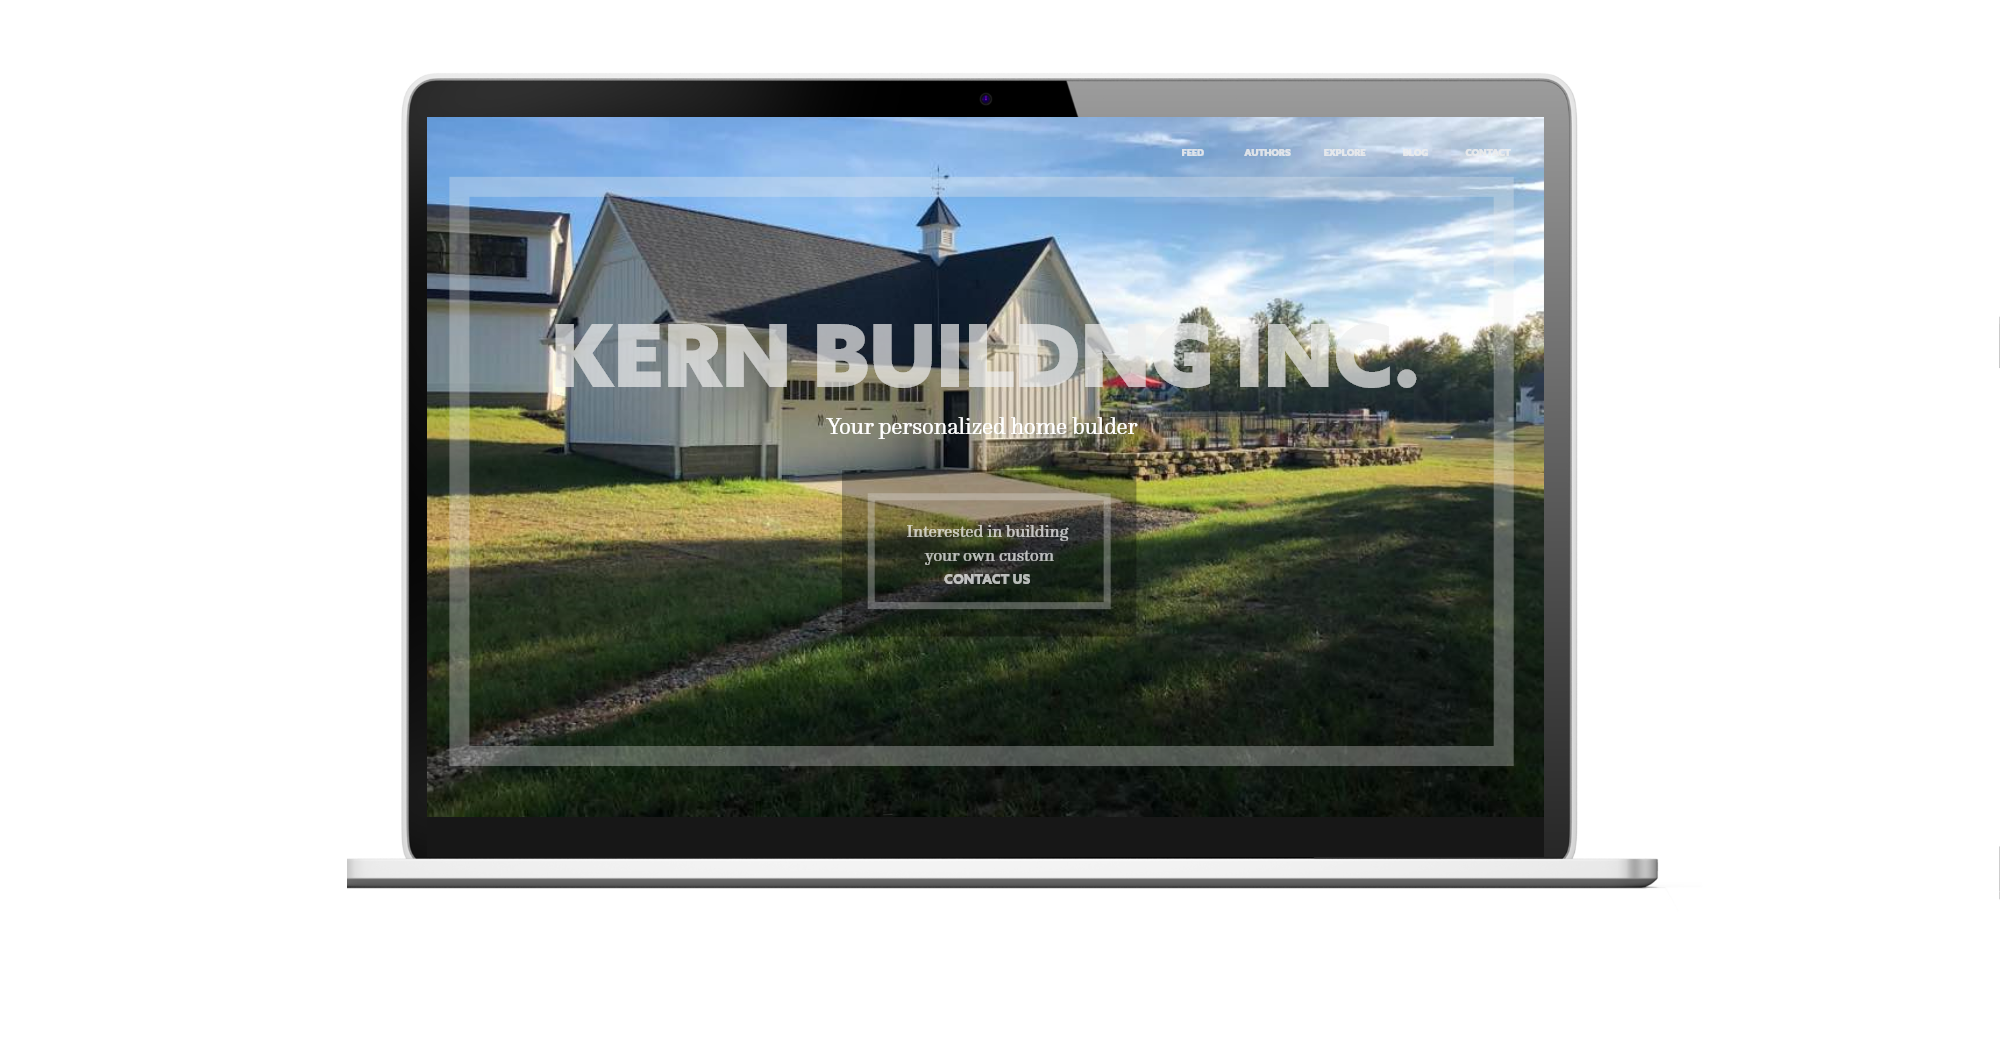 FEED AUTHORS EXPLORE BLOG CONTACT
KERN BUILDNG INC.
Your personalized home bulder
Interested in building
your own custom
CONTACT US